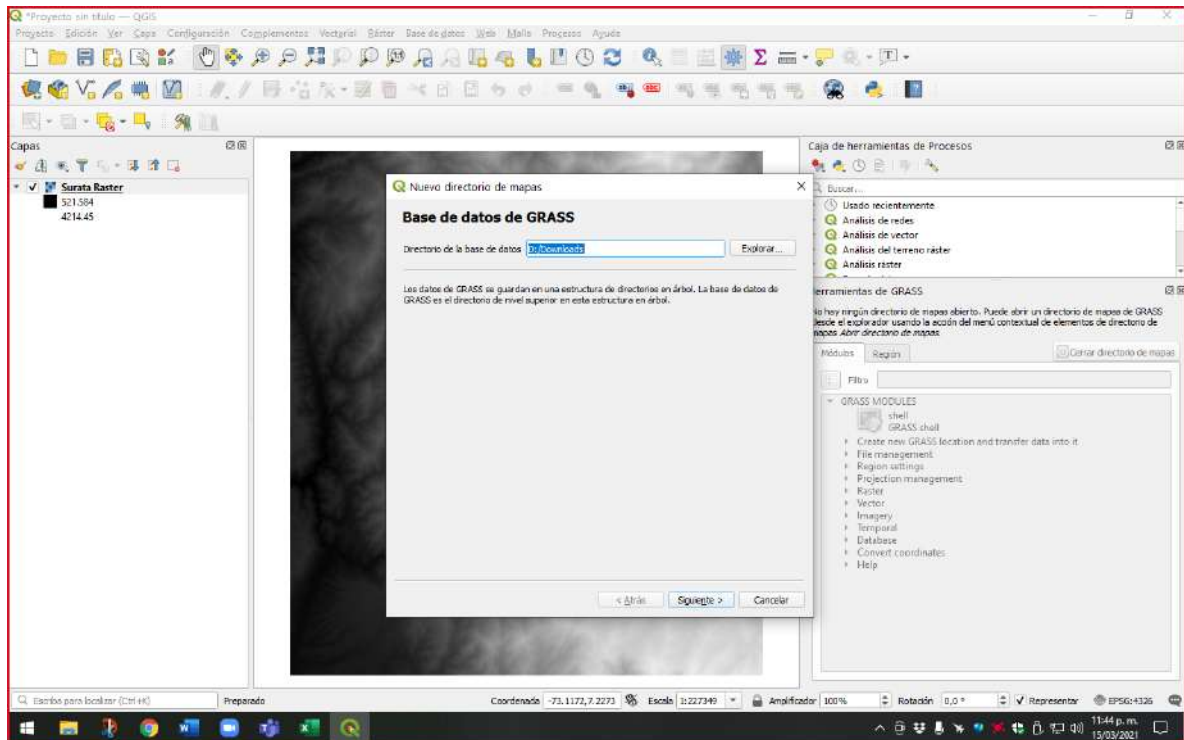 *Proyecto sin título — QGIS
Proyecto Edición Ver Capa Configuración Complementos Vectorial Ráster Base de datos Web Malla Procesos Ayuda
Capas
Surata Raster
521.584
4214.45
Nuevo directorio de mapas
Base de datos de GRASS
Directorio de la base de datos D:/Downloads Explorar...
Los datos de GRASS se guardan en una estructura de directorios en árbol. La base de datos de
GRASS es el directorio de nivel superior en esta estructura en árbol.
< Atrás Siguiente > Cancelar
Caja de herramientas de Procesos
Buscar...
Usado recientemente
Análisis de redes
Análisis de vector
Análisis del terreno ráster
Análisis ráster
erramientas de GRASS
No hay ningún directorio de mapas abierto. Puede abrir un directorio de mapas de GRASS
desde el explorador usando la acción del menú contextual de elementos de directorio de
mapas Abrir directorio de mapas
Módulos Región Cerrar directorio de mapas
Filtro
GRASS MODULES
shell
GRASS shell
Create new GRASS location and transfer data into it
File management
Region settings
Projection management
Raster
Vector
Imagery
Temporal
Database
Convert coordinates
Help
Escriba para localizar (Ctrl+K) Preparado Coordenada -73.1172,7.2273 Escala 1:227349 Amplificador 100% Rotación 0,0 ° Representar EPSG:4326
11:44 p. m.
15/03/2021